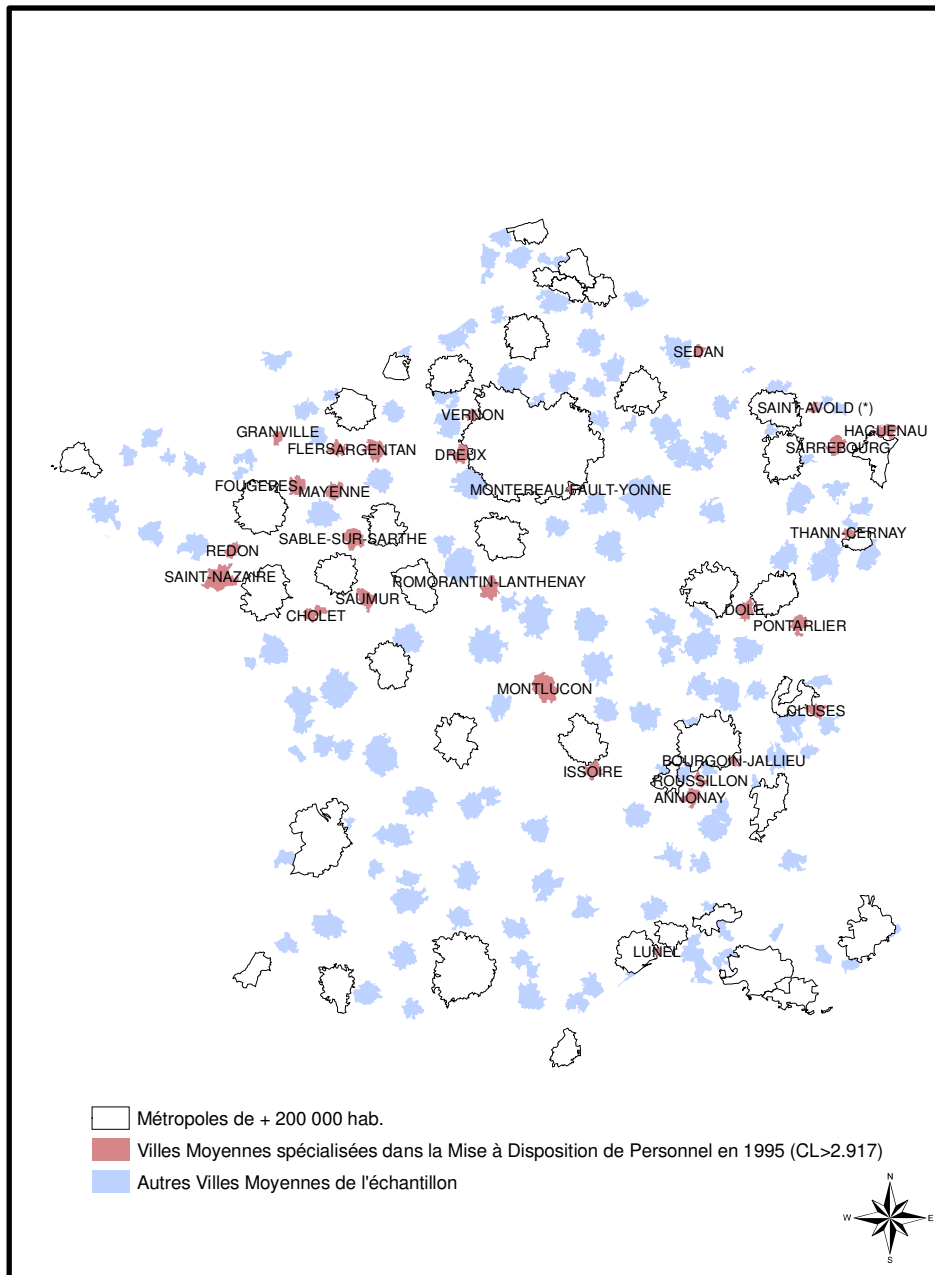 SEDAN
SAINT-AVOLD (*)
VERNON
HAGUENAU
GRANVILLE
SARREBOURG
FLERS
ARGENTAN
DREUX
FOUGERES
MAYENNE
MONTEREAU-FAULT-YONNE
THANN-CERNAY
SABLE-SUR-SARTHE
REDON
SAINT-NAZAIRE
ROMORANTIN-LANTHENAY
SAUMUR
DOLE
CHOLET
PONTARLIER
MONTLUCON
CLUSES
BOURGOIN-JALLIEU
ISSOIRE
ROUSSILLON
ANNONAY
LUNEL
Métropoles de + 200 000 hab.
Villes Moyennes spécialisées dans la Mise à Disposition de Personnel en 1995 (CL>2.917)
Autres Villes Moyennes de l'échantillon
N
W
E
S